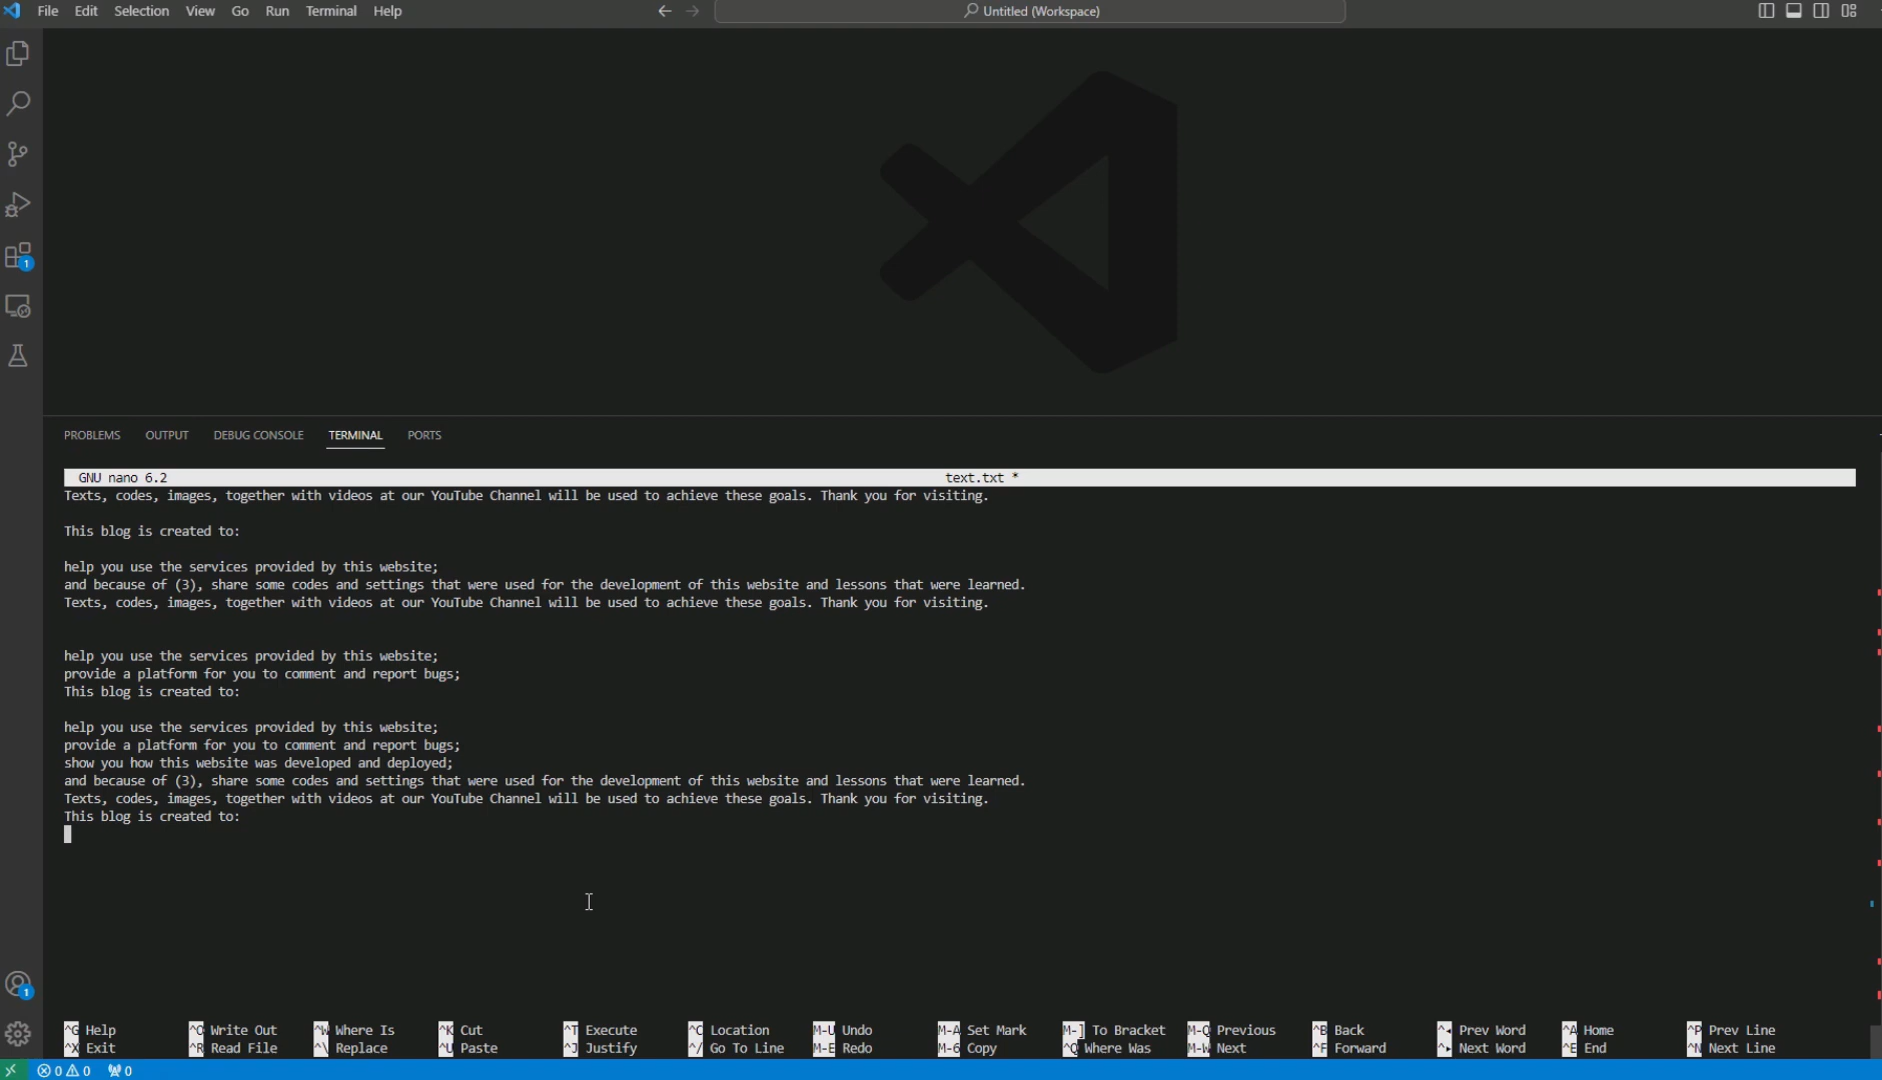 File Edit Selection View Go Run Terminal Help
Untitled (Workspace)
1
PROBLEMS OUTPUT DEBUG CONSOLE TERMINAL PORTS
GNU nano 6.2 text.txt *
Texts, codes, images, together with videos at our YouTube Channel will be used to achieve these goals. Thank you for visiting.
This blog is created to:
help you use the services provided by this website;
and because of (3), share some codes and settings that were used for the development of this website and lessons that were learned.
Texts, codes, images, together with videos at our YouTube Channel will be used to achieve these goals. Thank you for visiting.
help you use the services provided by this website;
provide a platform for you to comment and report bugs;
This blog is created to:
help you use the services provided by this website;
provide a platform for you to comment and report bugs;
show you how this website was developed and deployed;
and because of (3), share some codes and settings that were used for the development of this website and lessons that were learned.
Texts, codes, images, together with videos at our YouTube Channel will be used to achieve these goals. Thank you for visiting.
This blog is created to:
1
^G Help ^O Write Out ^W Where Is ^K Cut ^T Execute ^C Location M-U Undo M-A Set Mark M-] To Bracket M-Q Previous ^B Back ^◂ Prev Word ^A Home ^P Prev Line
^X Exit ^R Read File ^\ Replace ^U Paste ^J Justify ^/ Go To Line M-E Redo M-6 Copy ^Q Where Was M-W Next ^F Forward ^▸ Next Word ^E End ^N Next Line
0 0 0